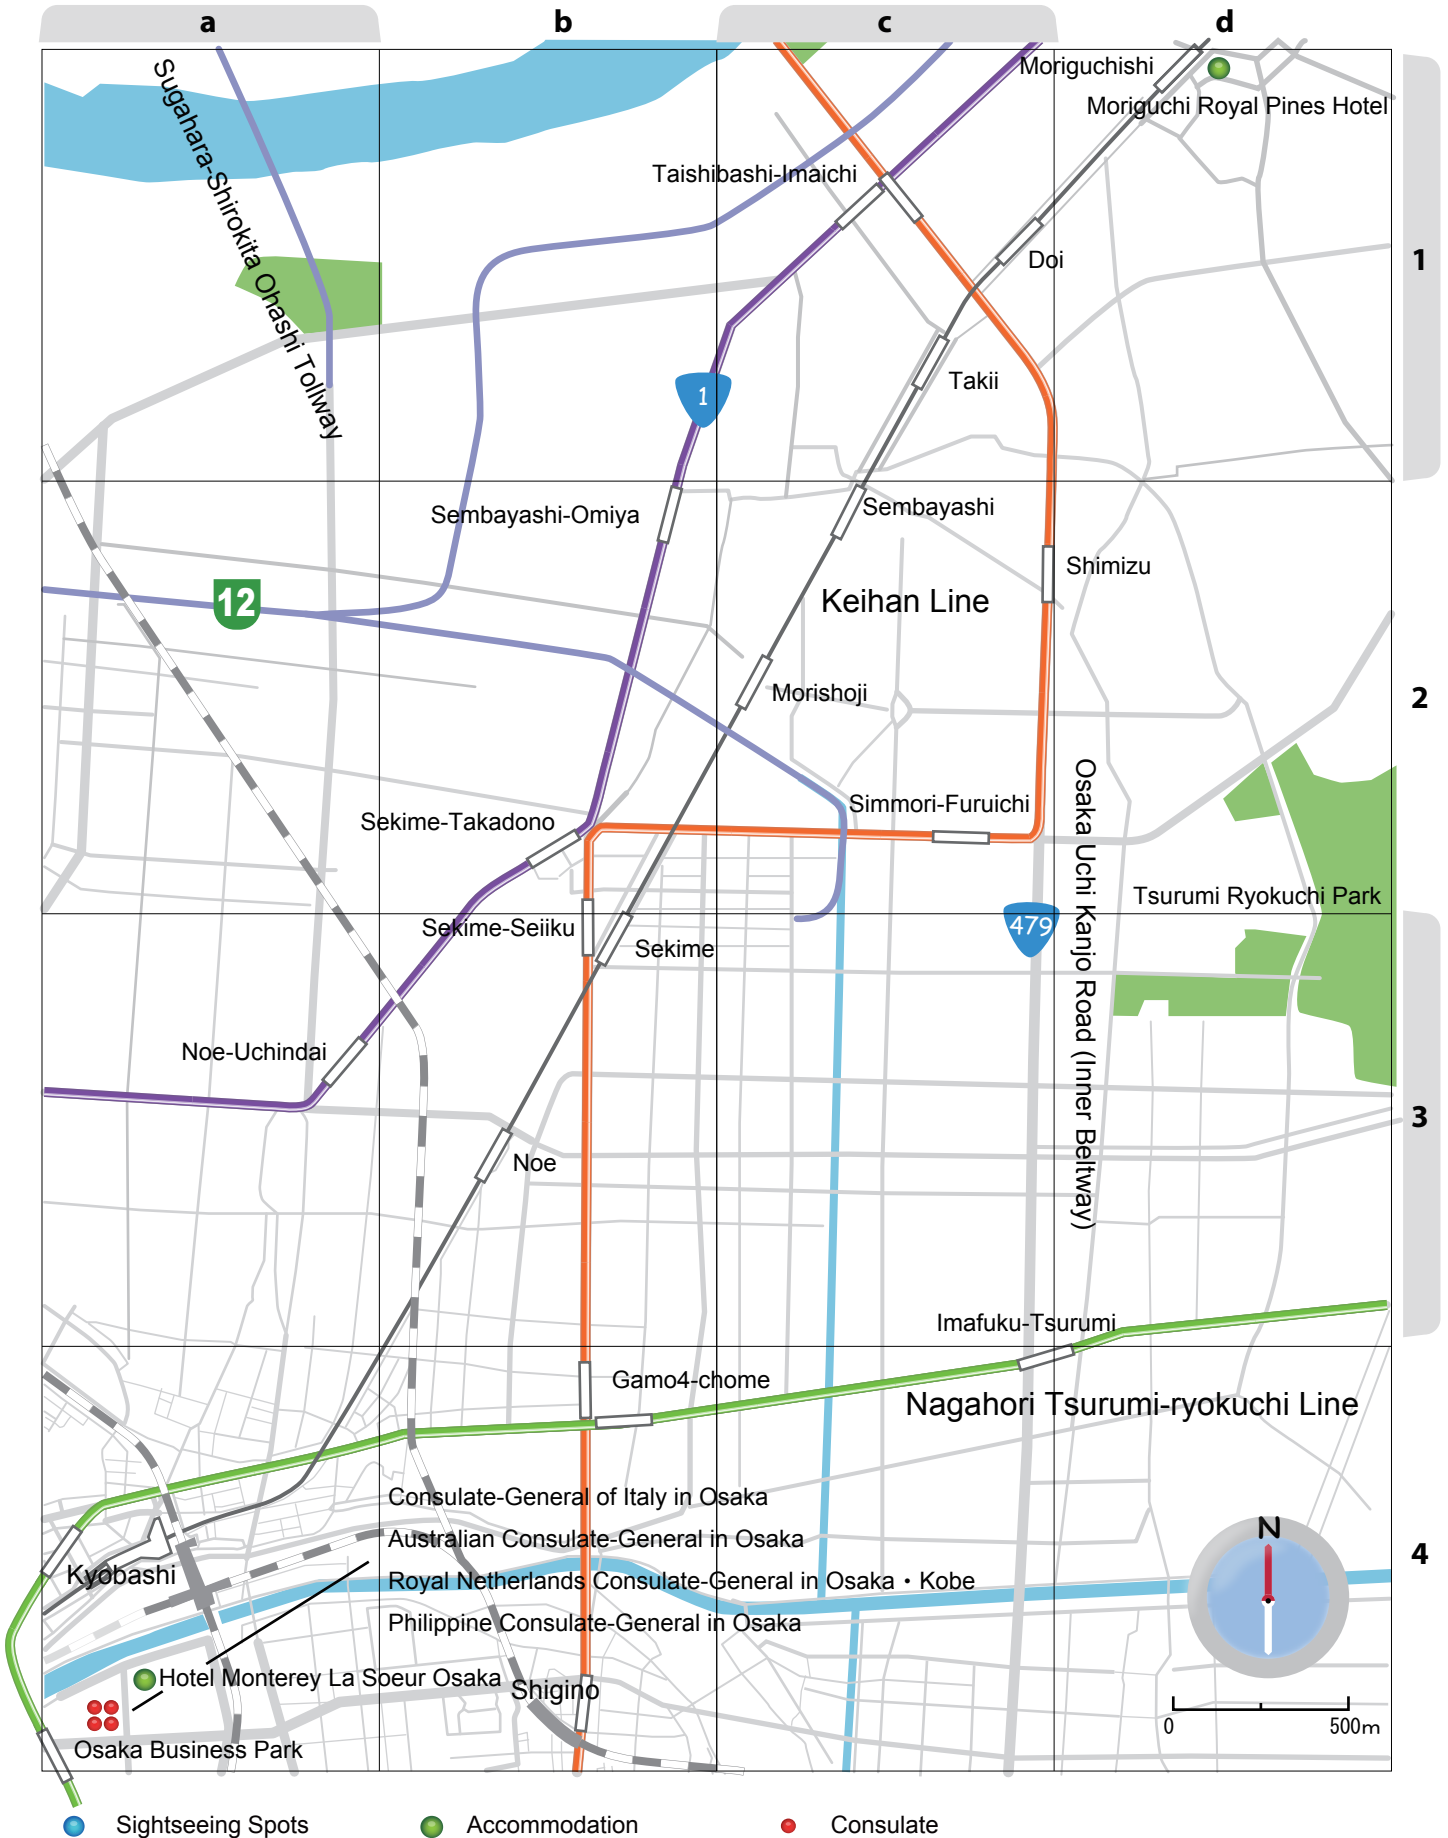 a
b
c
d
Moriguchishi
Moriguchi Royal Pines Hotel
Sugahara-Shirokita Ohashi Tollway
Taishibashi-Imaichi
Doi
1
Takii
1
Sembayashi-Omiya
Sembayashi
Shimizu
12
Keihan Line
Morishoji
2
Osaka Uchi Kanjo Road (Inner Beltway)
Simmori-Furuichi
Sekime-Takadono
Tsurumi Ryokuchi Park
Sekime-Seiiku
479
Sekime
Noe-Uchindai
3
Noe
Imafuku-Tsurumi
Gamo4-chome
Nagahori Tsurumi-ryokuchi Line
Consulate-General of Italy in Osaka
Australian Consulate-General in Osaka
N
4
Kyobashi
Royal Netherlands Consulate-General in Osaka・Kobe
Philippine Consulate-General in Osaka
Hotel Monterey La Soeur Osaka
Shigino
0
500m
Osaka Business Park
Sightseeing Spots
Accommodation
Consulate